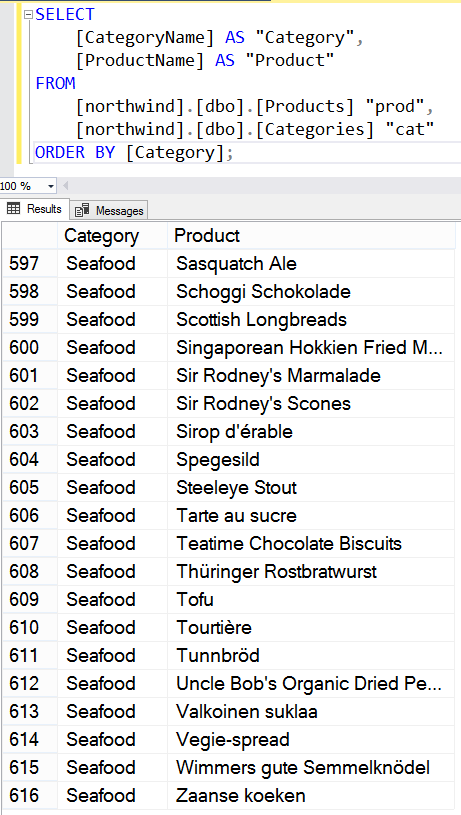 SELECT
[CategoryName] AS "Category",
[ProductName] AS "Product"
FROM
[northwind].[dbo].[Products] "prod",
[northwind].[dbo].[Categories] "cat"
ORDER BY [Category];
100 %
Results Messages
Category Product
597 Seafood Sasquatch Ale
598 Seafood Schoggi Schokolade
599 Seafood Scottish Longbreads
600 Seafood Singaporean Hokkien Fried M...
601 Seafood Sir Rodney's Marmalade
602 Seafood Sir Rodney's Scones
603 Seafood Sirop d'érable
604 Seafood Spegesild
605 Seafood Steeleye Stout
606 Seafood Tarte au sucre
607 Seafood Teatime Chocolate Biscuits
608 Seafood Thüringer Rostbratwurst
609 Seafood Tofu
610 Seafood Tourtière
611 Seafood Tunnbröd
612 Seafood Uncle Bob's Organic Dried Pe...
613 Seafood Valkoinen suklaa
614 Seafood Vegie-spread
615 Seafood Wimmers gute Semmelknödel
616 Seafood Zaanse koeken